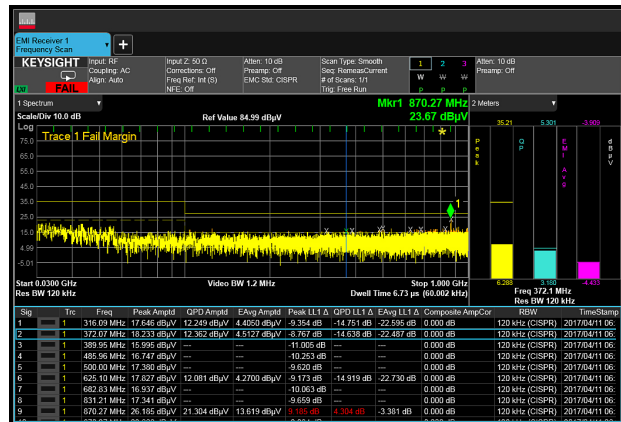 EMI Receiver 1
Frequency Scan
+
KEYSIGHT
LXI
FAIL
Input: RF
Coupling: AC
Align: Auto
Input Z: 50 Ω
Corrections: Off
Freq Ref: Int (S)
NFE: Off
Atten: 10 dB
Preamp: Off
EMC Std: CISPR
Scan Type: Smooth
Seq: RemeasCurrent
# of Scans: 1/1
Trig: Free Run
1 2 3
W W W
P P P
Atten: 10 dB
Preamp: Off
1 Spectrum
Scale/Div 10.0 dB
Ref Value 84.99 dBµV
Mkr1 870.27 MHz
23.67 dBµV
Log
Trace 1 Fail Margin
75.0
65.0
55.0
45.0
35.0
25.0
15.0
4.99
-5.01
1
Start 0.0300 GHz
Res BW 120 kHz
Video BW 1.2 MHz
Stop 1.000 GHz
Dwell Time 6.73 µs (60.002 kHz)
2 Meters
35.21 5.301 -3.909
Peak
QP
EMI Avg
dBµV
6.288 3.180 -4.433
Freq 372.1 MHz
Res BW 120 kHz
Sig Trc Freq Peak Amptd QPD Amptd EAvg Amptd Peak LL1 Δ QPD LL1 Δ EAvg LL1 Δ Composite AmpCor RBW TimeStamp
1 1 316.09 MHz 17.646 dBµV 12.249 dBµV 4.4050 dBµV -9.354 dB -14.751 dB -22.595 dB 0.000 dB 120 kHz (CISPR) 2017/04/11 06:
2 1 372.07 MHz 18.233 dBµV 12.362 dBµV 4.5127 dBµV -8.767 dB -14.638 dB -22.487 dB 0.000 dB 120 kHz (CISPR) 2017/04/11 06:
3 1 389.95 MHz 15.995 dBµV --- --- -11.005 dB --- --- 0.000 dB 120 kHz (CISPR) 2017/04/11 06:
4 1 485.96 MHz 16.747 dBµV --- --- -10.253 dB --- --- 0.000 dB 120 kHz (CISPR) 2017/04/11 06:
5 1 500.00 MHz 17.380 dBµV --- --- -9.620 dB --- --- 0.000 dB 120 kHz (CISPR) 2017/04/11 06:
6 1 625.10 MHz 17.827 dBµV 12.081 dBµV 4.2700 dBµV -9.173 dB -14.919 dB -22.730 dB 0.000 dB 120 kHz (CISPR) 2017/04/11 06:
7 1 682.83 MHz 16.937 dBµV --- --- -10.063 dB --- --- 0.000 dB 120 kHz (CISPR) 2017/04/11 06:
8 1 831.21 MHz 17.341 dBµV --- --- -9.659 dB --- --- 0.000 dB 120 kHz (CISPR) 2017/04/11 06:
9 1 870.27 MHz 26.185 dBµV 21.304 dBµV 13.619 dBµV 9.185 dB 4.304 dB -3.381 dB 0.000 dB 120 kHz (CISPR) 2017/04/11 06: